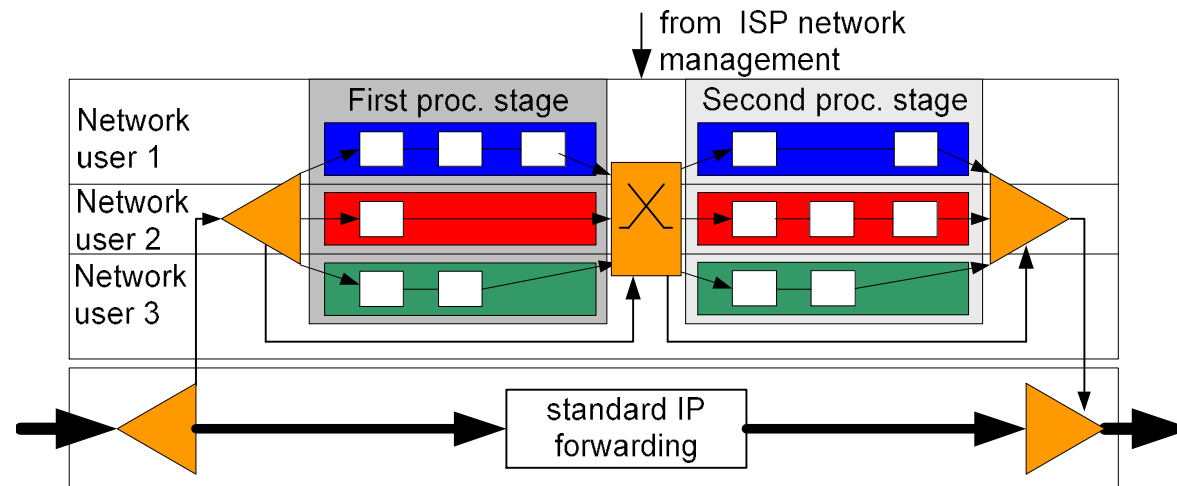 from ISP network
management
First proc. stage
Second proc. stage
Network
user 1
Network
user 2
Network
user 3
standard IP
forwarding